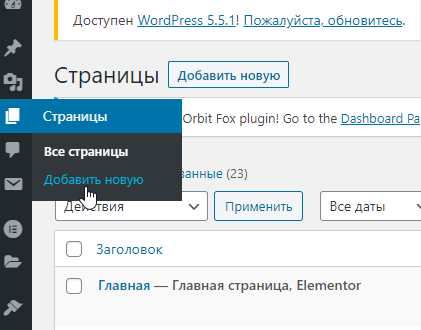 Доступен WordPress 5.5.1! Пожалуйста, обновитесь.
Страницы Добавить новую
Страницы
Orbit Fox plugin! Go to the Dashboard Pa
Все страницы
Добавить новую
ванные (23)
Действия Применить Все даты
Заголовок
Главная — Главная страница, Elementor